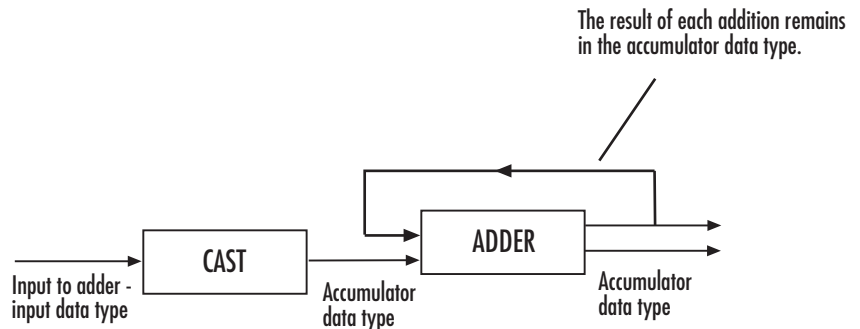 The result of each addition remains
in the accumulator data type.
CAST
ADDER
Input to adder -
input data type
Accumulator
data type
Accumulator
data type